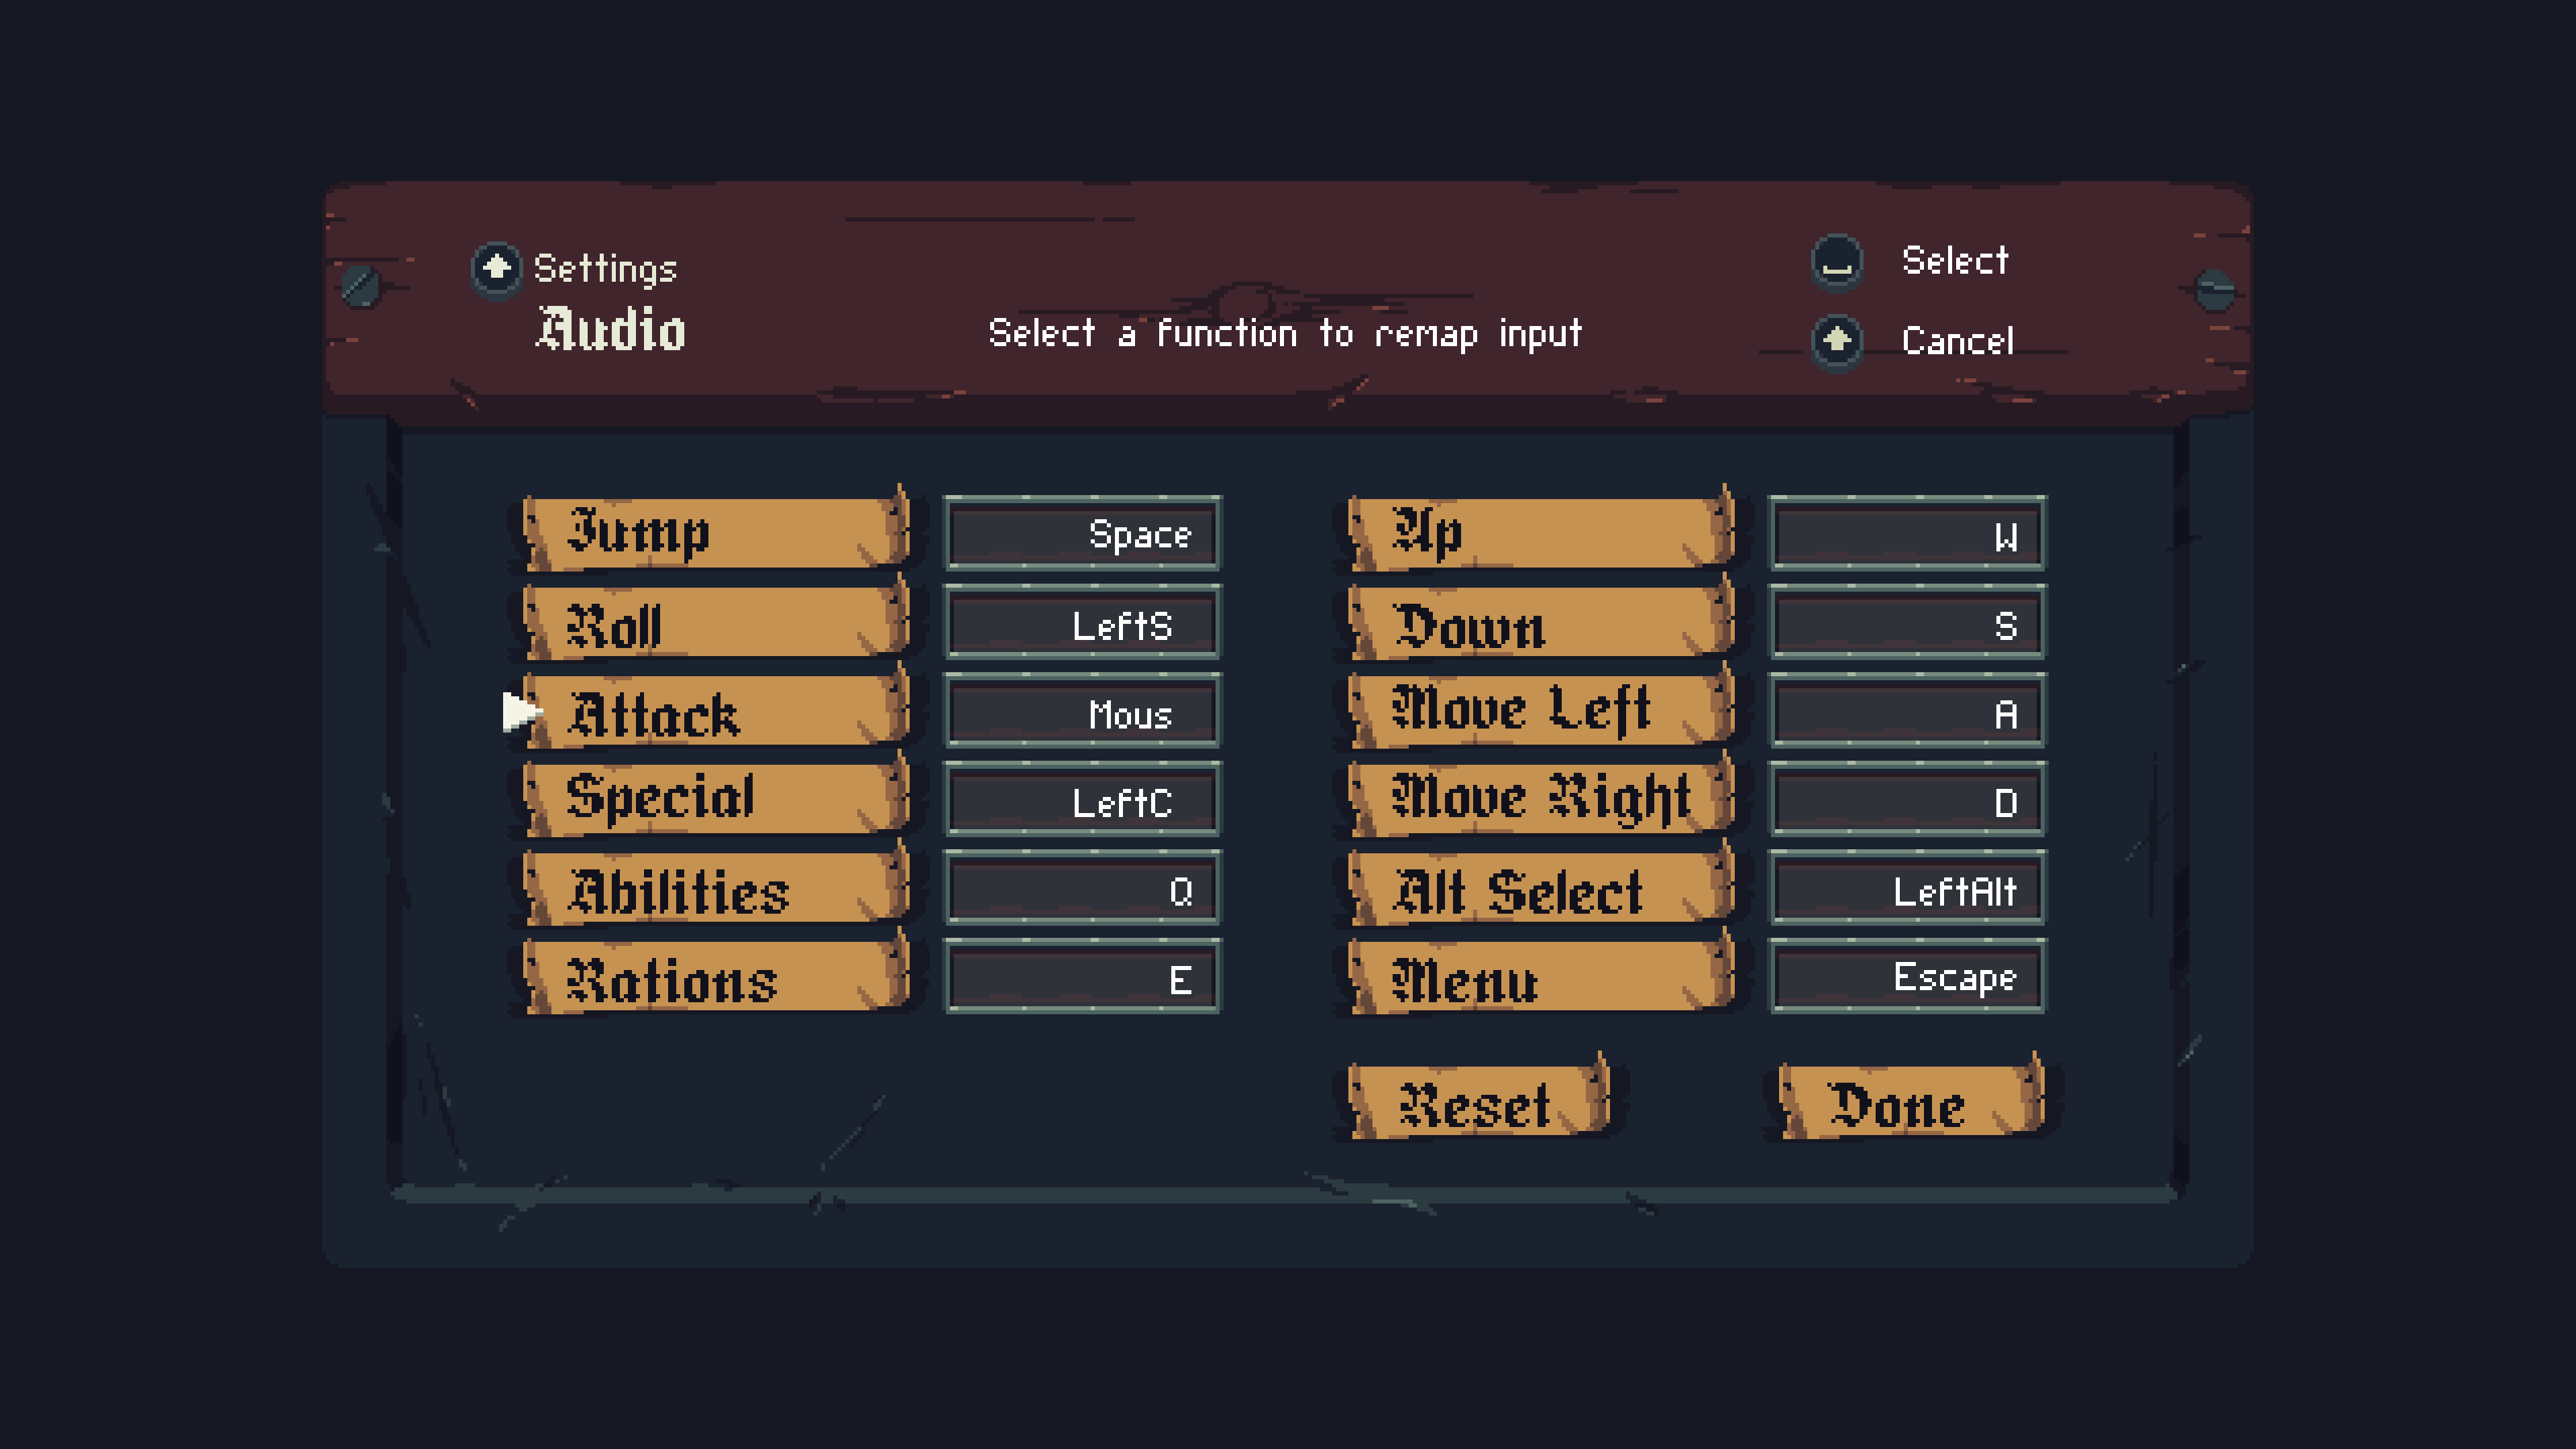 Settings
Audio
Select a function to remap input
Select
Cancel
Jump Space
Roll LeftS
Attack Mous
Special LeftC
Abilities Q
Rations E
Up W
Down S
Move Left A
Move Right D
Alt Select LeftAlt
Menu Escape
Reset
Done